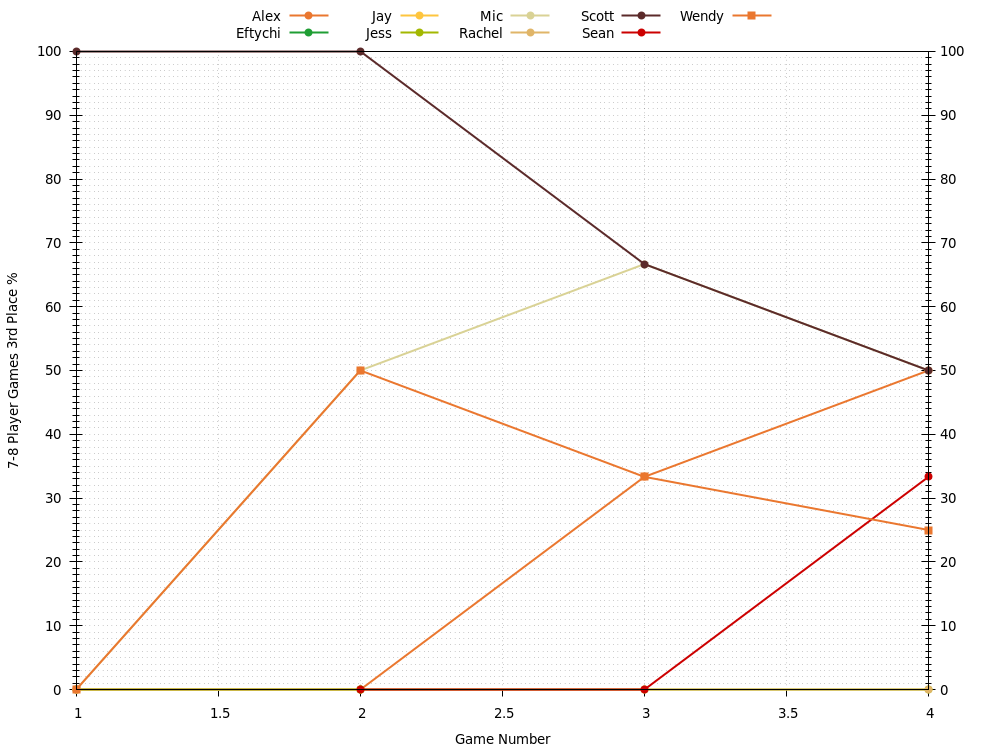 Alex Jay Mic Scott Wendy
Eftychi Jess Rachel Sean
100 100
90 90
80 80
70 70
60 60
50 50
40 40
30 30
20 20
10 10
0 0
1 1.5 2 2.5 3 3.5 4
7-8 Player Games 3rd Place %
Game Number